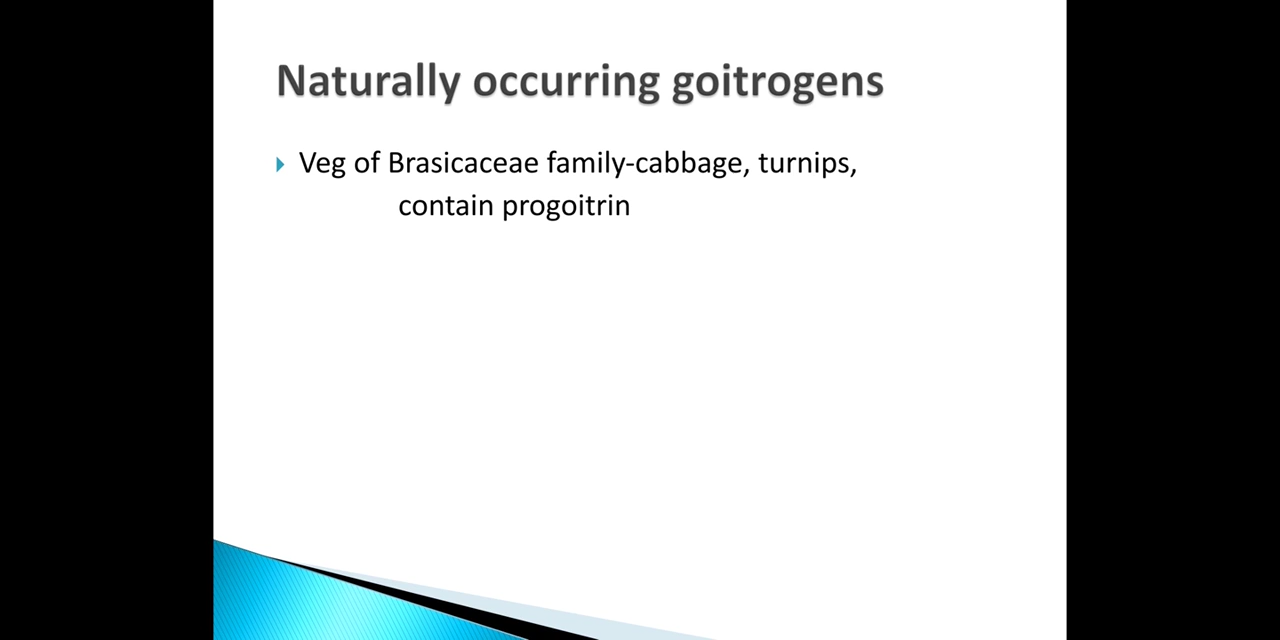 Naturally occurring goitrogens
Veg of Brasicaceae family-cabbage, turnips,
contain progoitrin